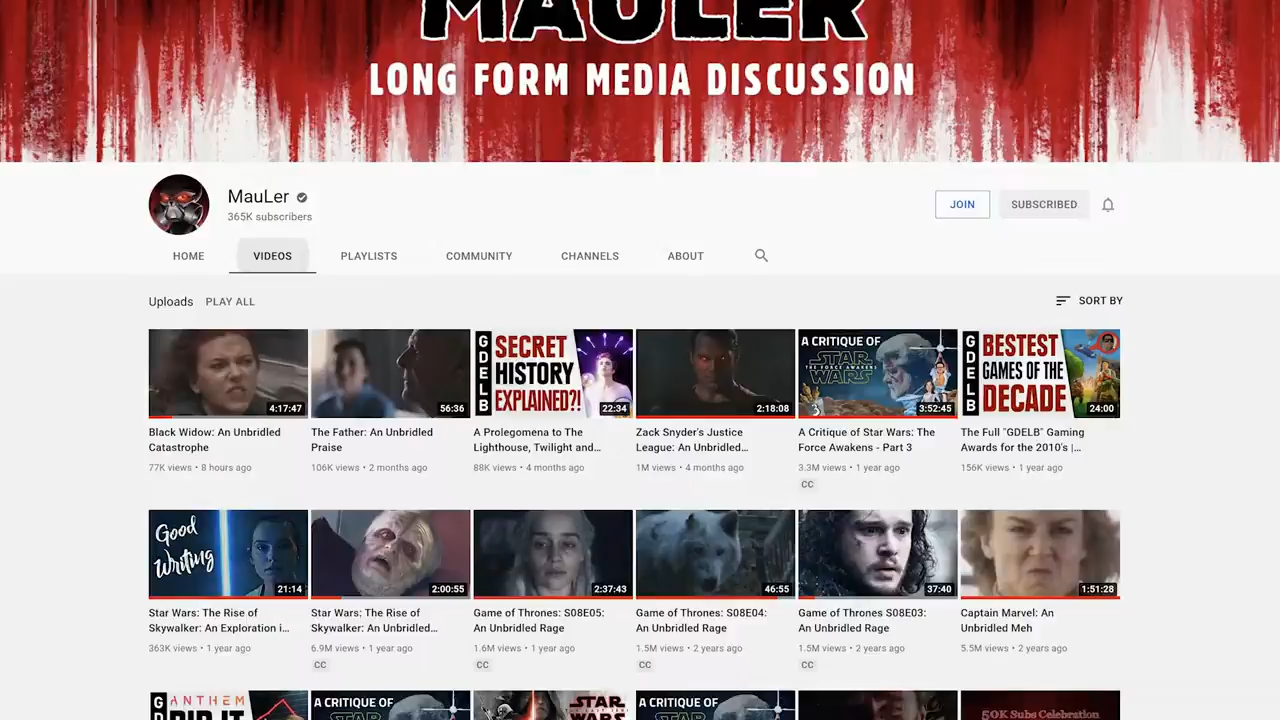 MAULER
LONG FORM MEDIA DISCUSSION
MauLer
365K subscribers
JOIN
SUBSCRIBED
HOME
VIDEOS
PLAYLISTS
COMMUNITY
CHANNELS
ABOUT
Uploads
PLAY ALL
SORT BY
4:17:47
Black Widow: An Unbridled
Catastrophe
77K views • 8 hours ago
56:36
The Father: An Unbridled
Praise
106K views • 2 months ago
GDELB
SECRET
HISTORY
EXPLAINED?!
22:34
A Prolegomena to The
Lighthouse, Twilight and...
88K views • 4 months ago
2:18:08
Zack Snyder's Justice
League: An Unbridled...
1M views • 4 months ago
A CRITIQUE OF
STAR
THE FORCE AWAKENS
WARS
3
3:52:45
A Critique of Star Wars: The
Force Awakens - Part 3
3.3M views • 1 year ago
CC
GDELB
BESTEST
GAMES OF THE
DECADE
24:00
The Full "GDELB" Gaming
Awards for the 2010's |...
156K views • 1 year ago
Good
Writing
21:14
Star Wars: The Rise of
Skywalker: An Exploration i...
363K views • 1 year ago
2:00:55
Star Wars: The Rise of
Skywalker: An Unbridled...
6.9M views • 1 year ago
CC
2:37:43
Game of Thrones: S08E05:
An Unbridled Rage
1.6M views • 1 year ago
CC
46:55
Game of Thrones: S08E04:
An Unbridled Rage
1.5M views • 2 years ago
CC
37:40
Game of Thrones S08E03:
An Unbridled Rage
1.5M views • 2 years ago
CC
1:51:28
Captain Marvel: An
Unbridled Meh
5.5M views • 2 years ago
G
ANTHEM
DID IT
A CRITIQUE OF
STAR
WARS
A CRITIQUE OF
50K Subs Celebration